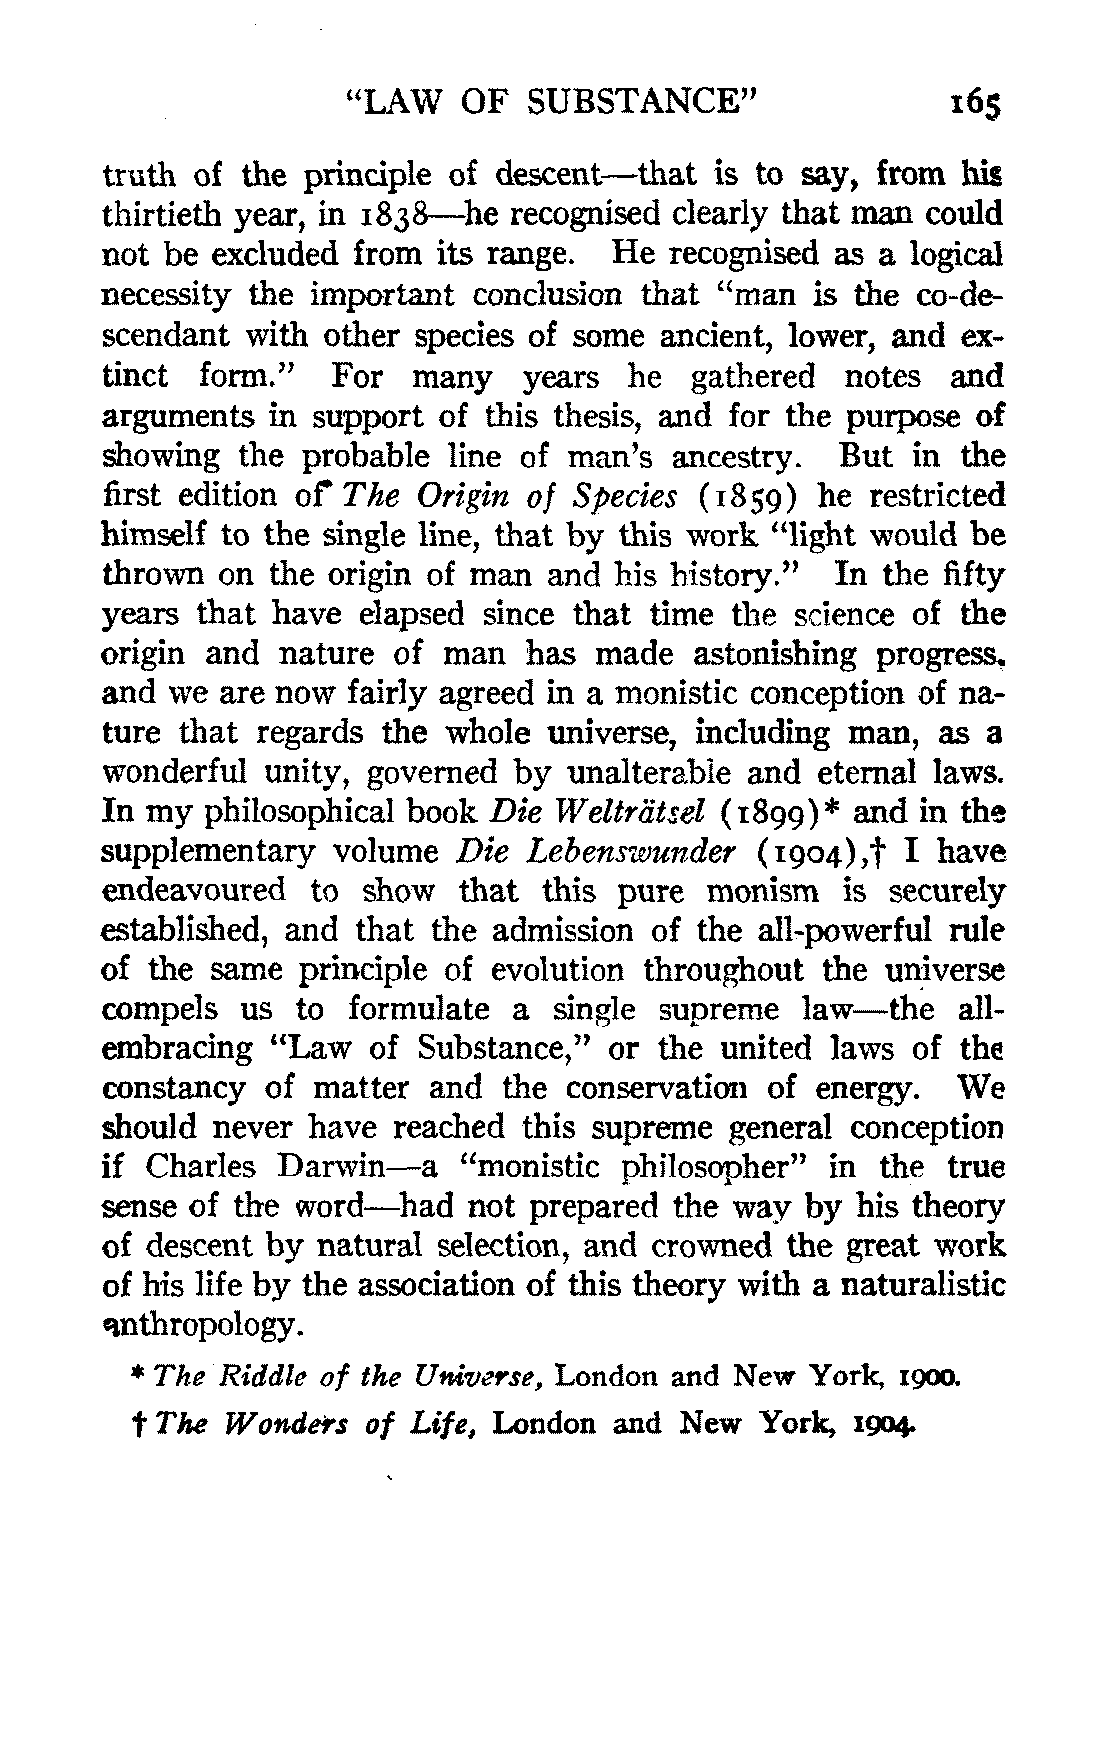 “LAW OF SUBSTANCE” 165
truth of the principle of descent—that is to say, from his
thirtieth year, in 1838—he recognised clearly that man could
not be excluded from its range. He recognised as a logical
necessity the important conclusion that “man is the co-de-
scendant with other species of some ancient, lower, and ex-
tinct form.” For many years he gathered notes and
arguments in support of this thesis, and for the purpose of
showing the probable line of man’s ancestry. But in the
first edition of The Origin of Species (1859) he restricted
himself to the single line, that by this work “light would be
thrown on the origin of man and his history.” In the fifty
years that have elapsed since that time the science of the
origin and nature of man has made astonishing progress,
and we are now fairly agreed in a monistic conception of na-
ture that regards the whole universe, including man, as a
wonderful unity, governed by unalterable and eternal laws.
In my philosophical book Die Welträtsel (1899)* and in the
supplementary volume Die Lebenswunder (1904),† I have
endeavoured to show that this pure monism is securely
established, and that the admission of the all-powerful rule
of the same principle of evolution throughout the universe
compels us to formulate a single supreme law—the all-
embracing “Law of Substance,” or the united laws of the
constancy of matter and the conservation of energy. We
should never have reached this supreme general conception
if Charles Darwin—a “monistic philosopher” in the true
sense of the word—had not prepared the way by his theory
of descent by natural selection, and crowned the great work
of his life by the association of this theory with a naturalistic
anthropology.
* The Riddle of the Universe, London and New York, 1900.
† The Wonders of Life, London and New York, 1904.